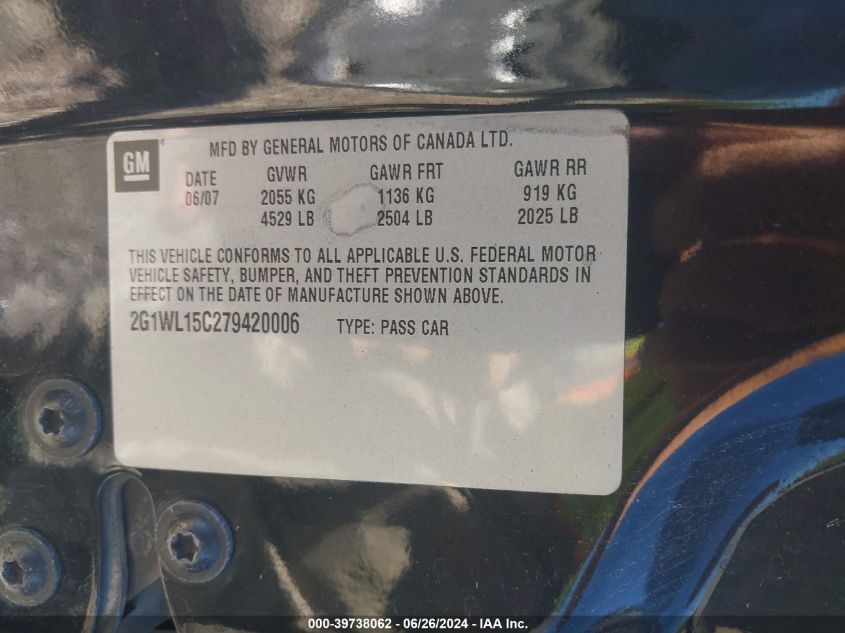 GM
MFD BY GENERAL MOTORS OF CANADA LTD.
DATE GVWR GAWR FRT GAWR RR
06/07 2055 KG 1136 KG 919 KG
4529 LB 2504 LB 2025 LB
THIS VEHICLE CONFORMS TO ALL APPLICABLE U.S. FEDERAL MOTOR
VEHICLE SAFETY, BUMPER, AND THEFT PREVENTION STANDARDS IN
EFFECT ON THE DATE OF MANUFACTURE SHOWN ABOVE.
2G1WL15C279420006 TYPE: PASS CAR
000-39738062 - 06/26/2024 - IAA Inc.